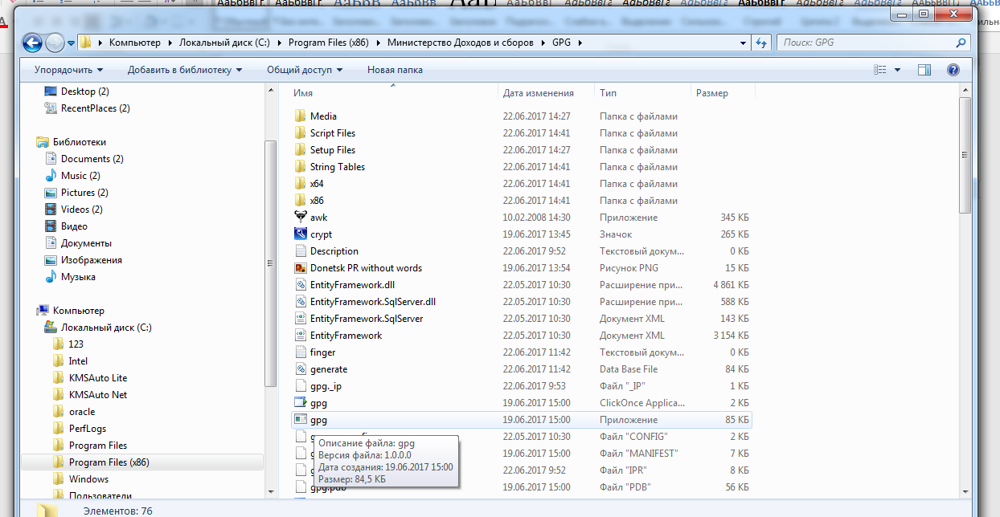 АаБбВвГг.
Компьютер ▸ Локальный диск (C:) ▸ Program Files (x86) ▸ Министерство Доходов и сборов ▸ GPG ▸
Поиск: GPG
Упорядочить Добавить в библиотеку Общий доступ Новая папка
Desktop (2)
RecentPlaces (2)
Библиотеки
Documents (2)
Music (2)
Pictures (2)
Videos (2)
Видео
Документы
Изображения
Музыка
Компьютер
Локальный диск (C:)
123
Intel
KMSAuto Lite
KMSAuto Net
oracle
PerfLogs
Program Files
Program Files (x86)
Windows
Пользователи
Имя Дата изменения Тип Размер
Media 22.06.2017 14:27 Папка с файлами
Script Files 22.06.2017 14:41 Папка с файлами
Setup Files 22.06.2017 14:27 Папка с файлами
String Tables 22.06.2017 14:41 Папка с файлами
x64 22.06.2017 14:41 Папка с файлами
x86 22.06.2017 14:41 Папка с файлами
awk 10.02.2008 14:30 Приложение 345 КБ
crypt 19.06.2017 13:45 Значок 265 КБ
Description 22.06.2017 9:52 Текстовый докум... 0 КБ
Donetsk PR without words 19.06.2017 13:54 Рисунок PNG 15 КБ
EntityFramework.dll 22.05.2017 10:30 Расширение при... 4 861 КБ
EntityFramework.SqlServer.dll 22.05.2017 10:30 Расширение при... 588 КБ
EntityFramework.SqlServer 22.05.2017 10:30 Документ XML 143 КБ
EntityFramework 22.05.2017 10:30 Документ XML 3 154 КБ
finger 22.06.2017 11:42 Текстовый докум... 0 КБ
generate 22.06.2017 11:42 Data Base File 84 КБ
gpg._ip 22.06.2017 9:53 Файл "_IP" 1 КБ
gpg 19.06.2017 15:00 ClickOnce Applica... 2 КБ
gpg 19.06.2017 15:00 Приложение 85 КБ
22.05.2017 10:30 Файл "CONFIG" 2 КБ
19.06.2017 15:00 Файл "MANIFEST" 7 КБ
22.06.2017 9:52 Файл "IPR" 8 КБ
gpg.pdb 19.06.2017 15:00 Файл "PDB" 56 КБ
Описание файла: gpg
Версия файла: 1.0.0.0
Дата создания: 19.06.2017 15:00
Размер: 84,5 КБ
Элементов: 76